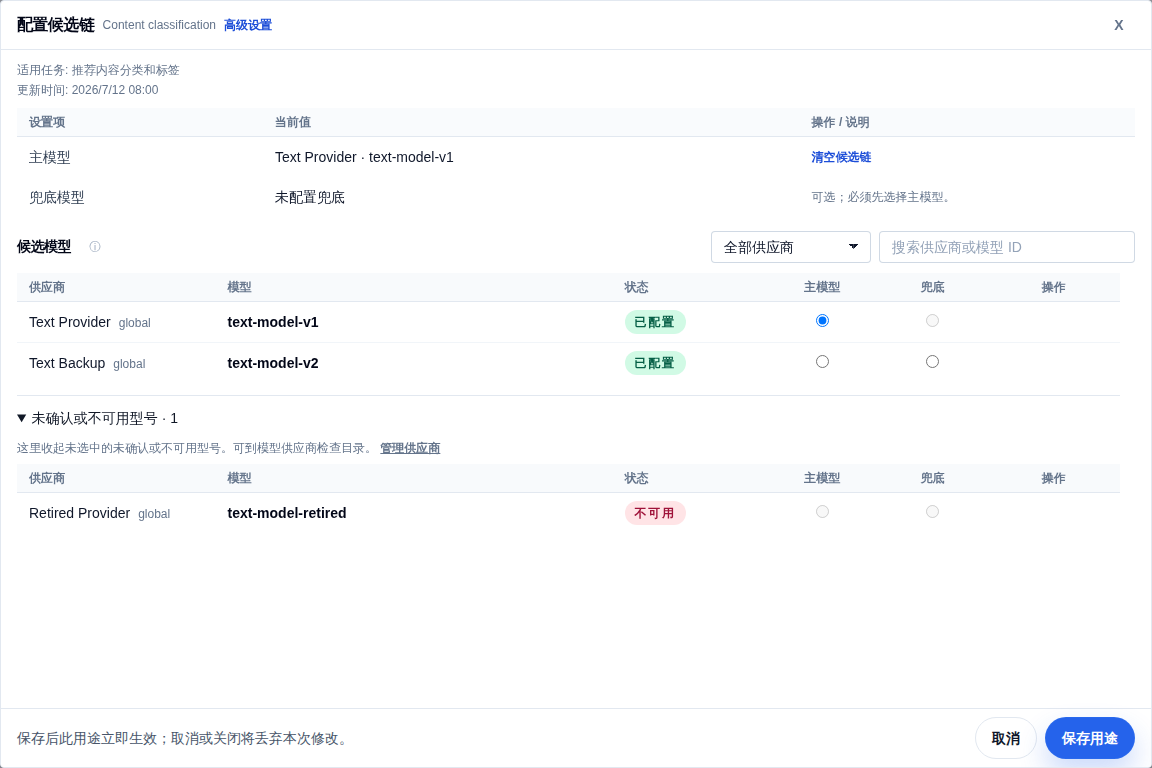 配置候选链 Content classification 高级设置 X
适用任务: 推荐内容分类和标签
更新时间: 2026/7/12 08:00
设置项 当前值 操作 / 说明
主模型 Text Provider · text-model-v1 清空候选链
兜底模型 未配置兜底 可选；必须先选择主模型。
候选模型 ⓘ 全部供应商 搜索供应商或模型 ID
供应商 模型 状态 主模型 兜底 操作
Text Provider global text-model-v1 已配置
Text Backup global text-model-v2 已配置
▼ 未确认或不可用型号 · 1
这里收起未选中的未确认或不可用型号。可到模型供应商检查目录。 管理供应商
供应商 模型 状态 主模型 兜底 操作
Retired Provider global text-model-retired 不可用
保存后此用途立即生效；取消或关闭将丢弃本次修改。 取消 保存用途